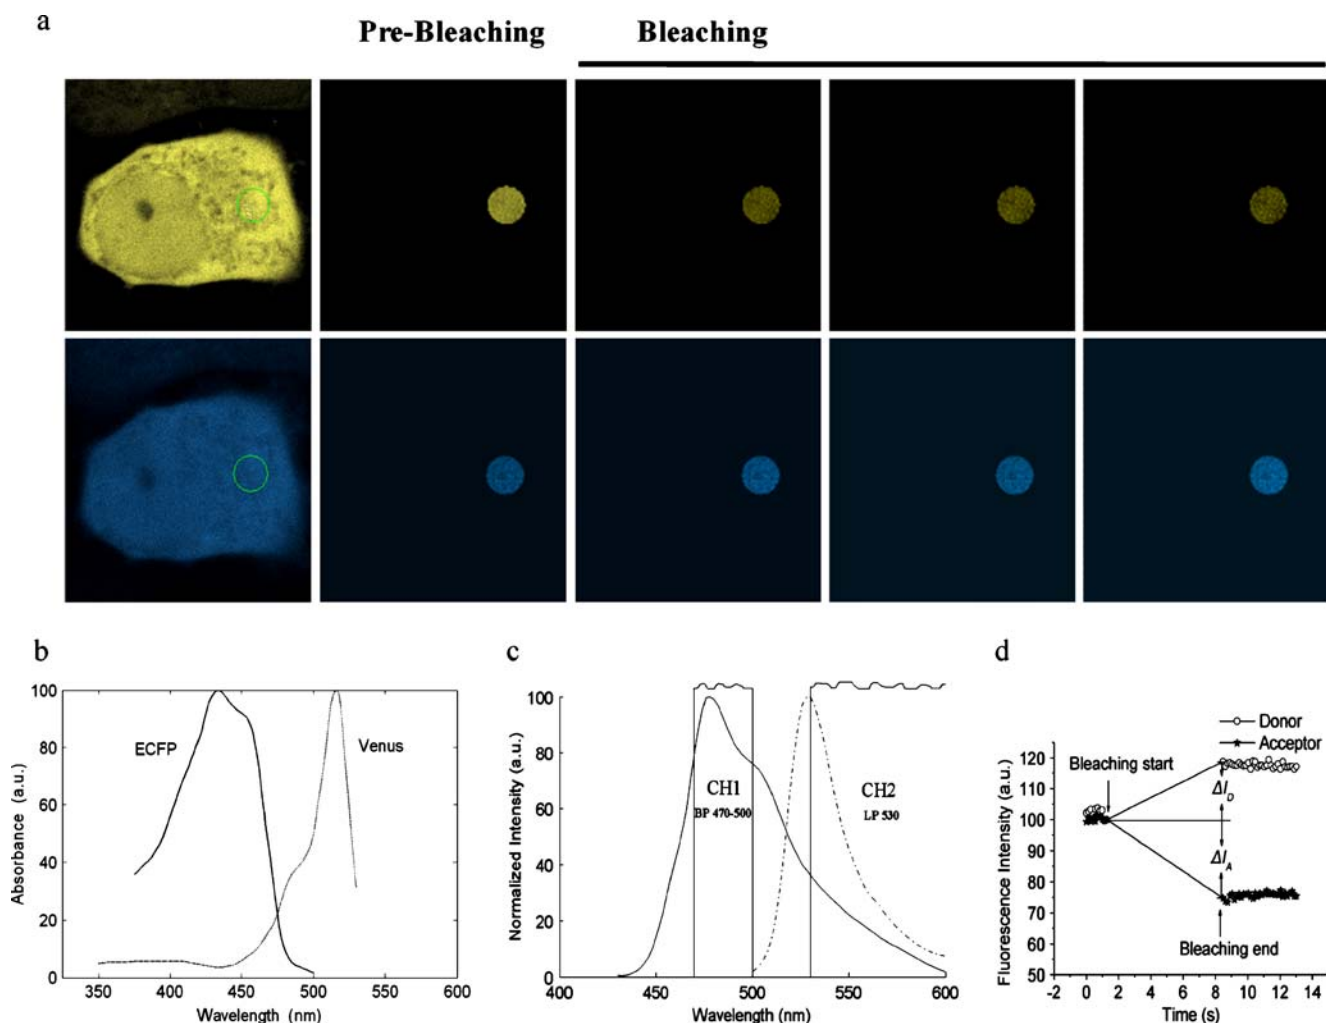 a
Pre-Bleaching
Bleaching
b
100
80
60
40
20
0
350
400
450
500
550
600
Absorbance (a.u.)
Wavelength (nm)
ECFP
Venus
c
100
80
60
40
20
0
400
450
500
550
600
Normalized Intensity (a.u.)
Wavelength (nm)
CH1
BP 470-500
CH2
LP 530
d
Donor
Acceptor
120
110
100
90
80
70
60
50
-2
0
2
4
6
8
10
12
14
Fluorescence Intensity (a.u.)
Time (s)
Bleaching start
ΔI_D
ΔI_A
Bleaching end